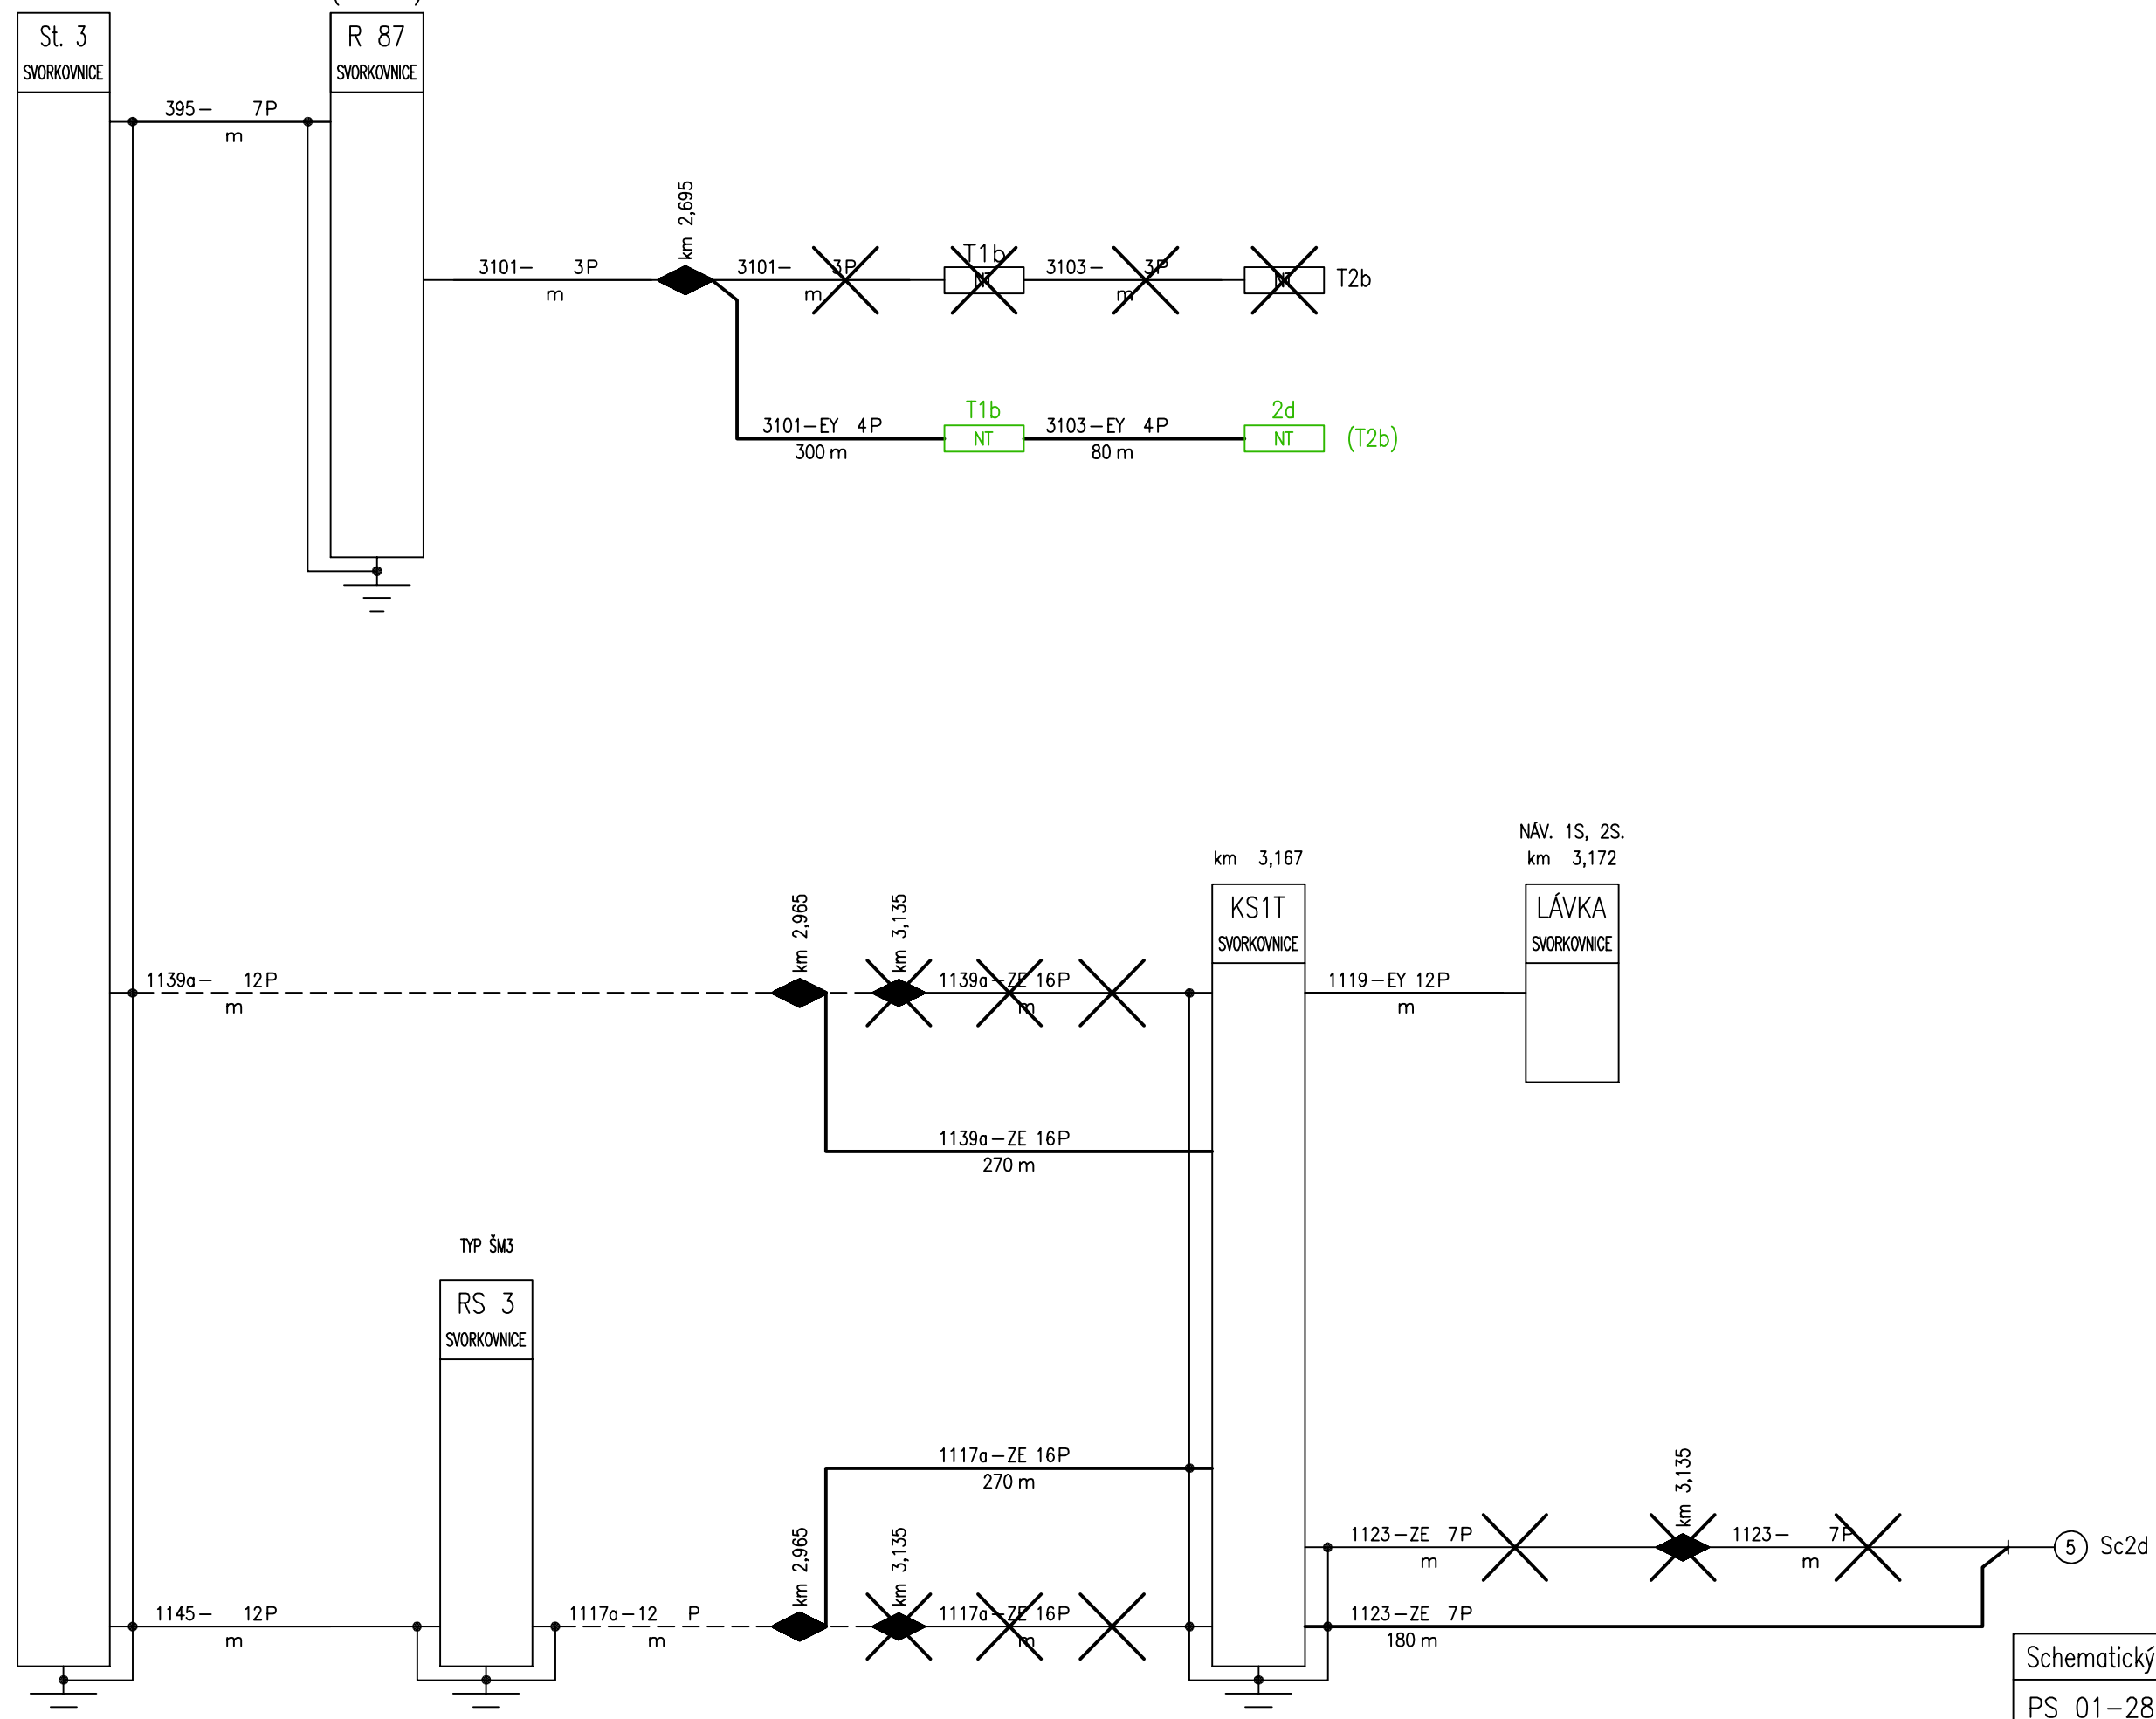 St. 3
SVORKOVNICE
R 87
SVORKOVNICE
395- 7P
m
km 2,695
3101- 3P
m
3101- 3P
m
T1b
NT
3103- 3P
m
NT
T2b
3101-EY 4P
300 m
T1b
NT
3103-EY 4P
80 m
2d
NT
(T2b)
NÁV. 1S, 2S.
km 3,167
km 3,172
KS1T
SVORKOVNICE
LÁVKA
SVORKOVNICE
km 2,965
km 3,135
1139a- 12P
m
1139a-ZE 16P
m
1119-EY 12P
m
1139a-ZE 16P
270 m
TYP ŠM3
RS 3
SVORKOVNICE
1117a-ZE 16P
270 m
km 2,965
km 3,135
km 3,135
1123-ZE 7P
m
1123- 7P
m
5
Sc2d
1145- 12P
m
1117a-12 P
m
1117a-ZE 16P
m
1123-ZE 7P
180 m
Schematický
PS 01-28